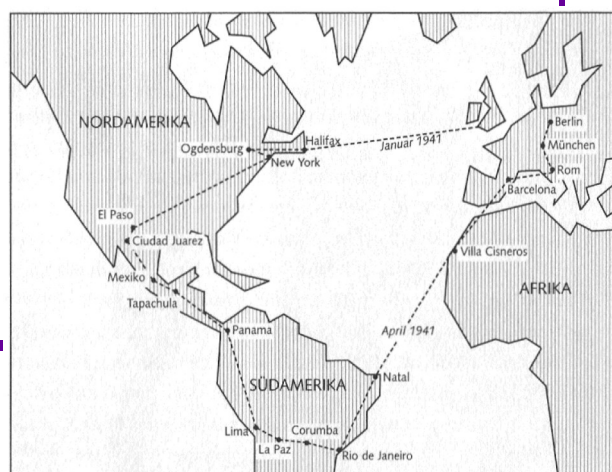 NORDAMERIKA
Ogdensburg
Halifax
Januar 1941
New York
Berlin
München
Rom
Barcelona
El Paso
Ciudad Juarez
Villa Cisneros
Mexiko
Tapachula
AFRIKA
Panama
April 1941
SÜDAMERIKA
Natal
Lima
La Paz
Corumba
Rio de Janeiro